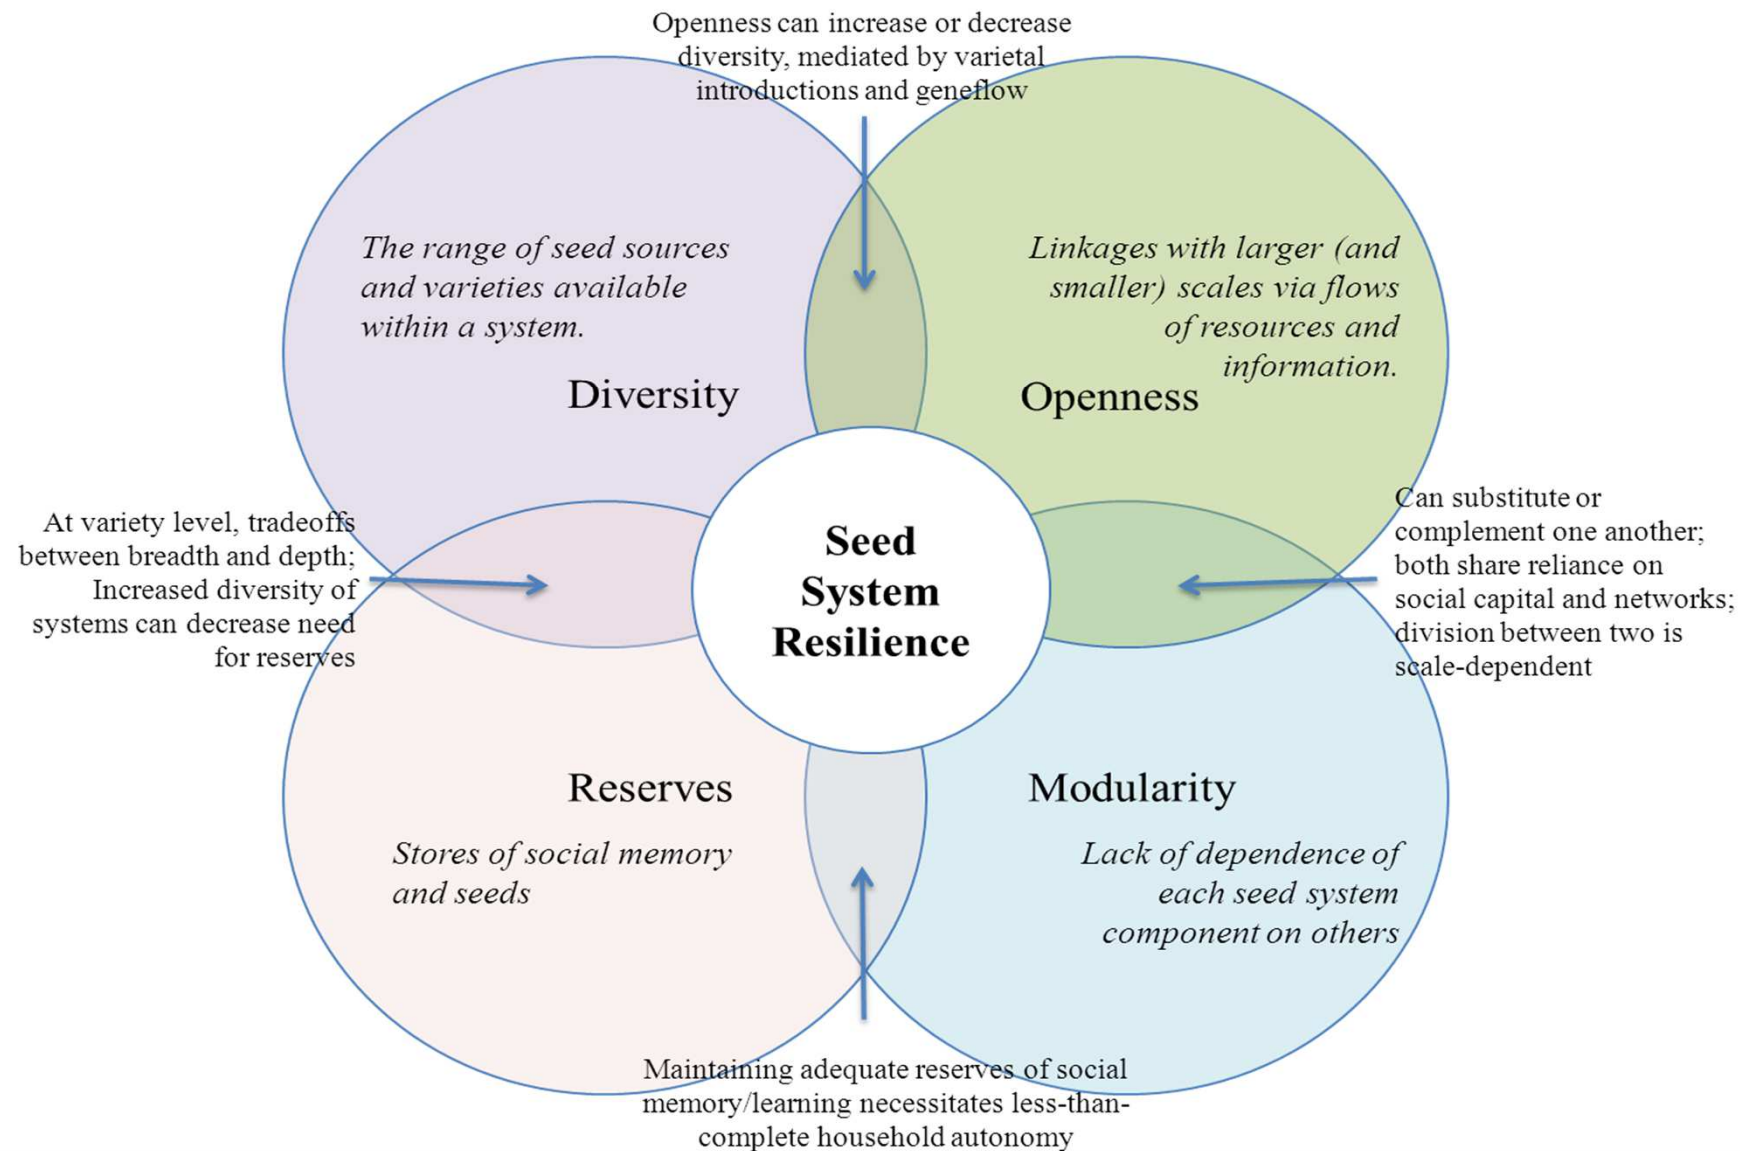 Openness can increase or decrease
diversity, mediated by varietal
introductions and geneflow
The range of seed sources
and varieties available
within a system.
Diversity
Linkages with larger (and
smaller) scales via flows
of resources and
information.
Openness
At variety level, tradeoffs
between breadth and depth;
Increased diversity of
systems can decrease need
for reserves
Seed
System
Resilience
Can substitute or
complement one another;
both share reliance on
social capital and networks;
division between two is
scale-dependent
Reserves
Stores of social memory
and seeds
Modularity
Lack of dependence of
each seed system
component on others
Maintaining adequate reserves of social
memory/learning necessitates less-than-
complete household autonomy